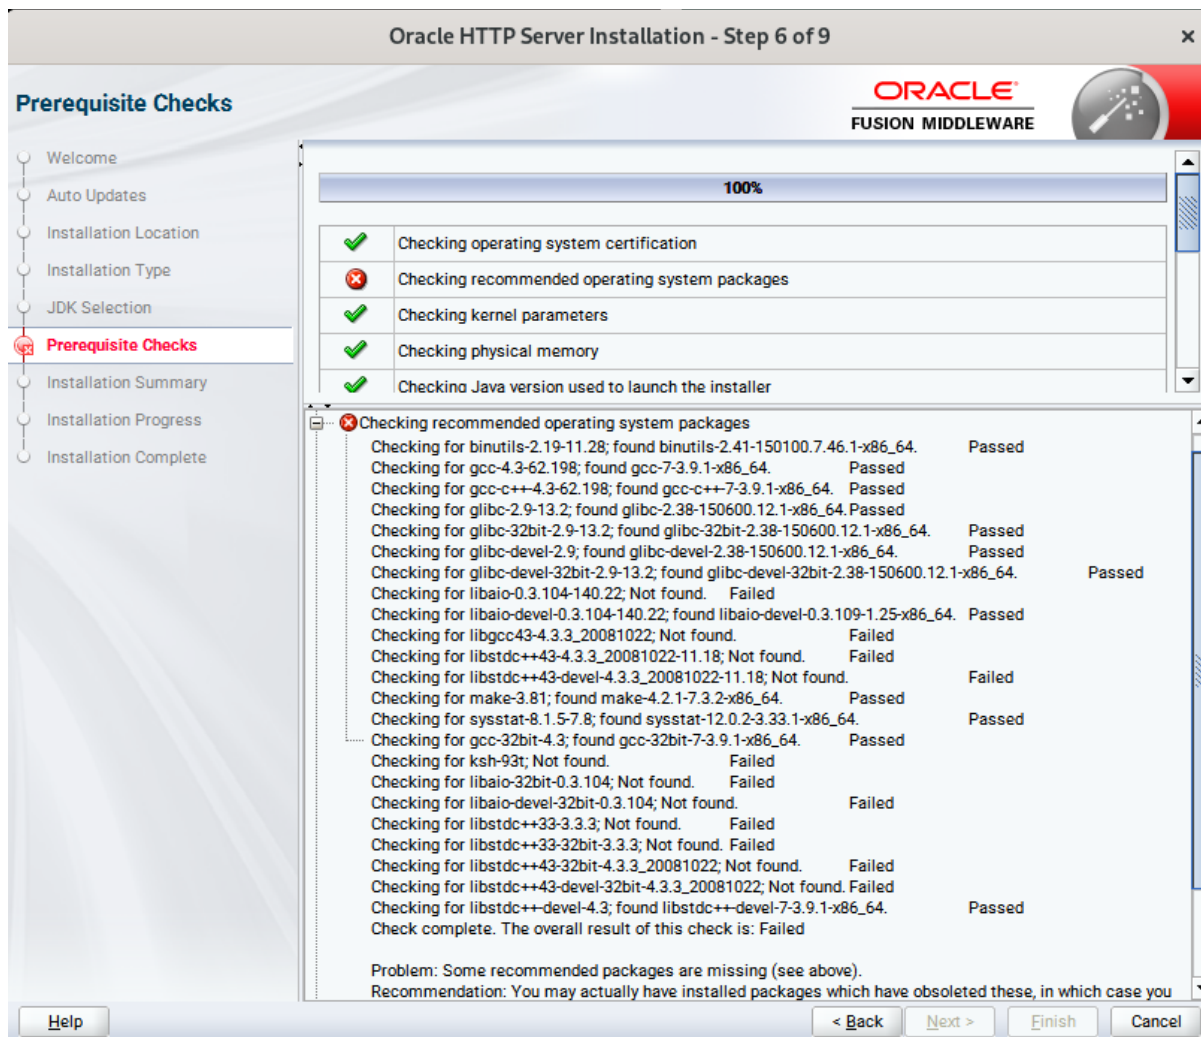 Oracle HTTP Server Installation - Step 6 of 9
Prerequisite Checks
ORACLE
FUSION MIDDLEWARE
Welcome
Auto Updates
Installation Location
Installation Type
JDK Selection
Prerequisite Checks
Installation Summary
Installation Progress
Installation Complete
100%
Checking operating system certification
Checking recommended operating system packages
Checking kernel parameters
Checking physical memory
Checking Java version used to launch the installer
Checking recommended operating system packages
Checking for binutils-2.19-11.28; found binutils-2.41-150100.7.46.1-x86_64. Passed
Checking for gcc-4.3-62.198; found gcc-7-3.9.1-x86_64. Passed
Checking for gcc-c++-4.3-62.198; found gcc-c++-7-3.9.1-x86_64. Passed
Checking for glibc-2.9-13.2; found glibc-2.38-150600.12.1-x86_64. Passed
Checking for glibc-32bit-2.9-13.2; found glibc-32bit-2.38-150600.12.1-x86_64. Passed
Checking for glibc-devel-2.9; found glibc-devel-2.38-150600.12.1-x86_64. Passed
Checking for glibc-devel-32bit-2.9-13.2; found glibc-devel-32bit-2.38-150600.12.1-x86_64. Passed
Checking for libaio-0.3.104-140.22; Not found. Failed
Checking for libaio-devel-0.3.104-140.22; found libaio-devel-0.3.109-1.25-x86_64. Passed
Checking for libgcc43-4.3.3_20081022; Not found. Failed
Checking for libstdc++43-4.3.3_20081022-11.18; Not found. Failed
Checking for libstdc++43-devel-4.3.3_20081022-11.18; Not found. Failed
Checking for make-3.81; found make-4.2.1-7.3.2-x86_64. Passed
Checking for sysstat-8.1.5-7.8; found sysstat-12.0.2-3.33.1-x86_64. Passed
Checking for gcc-32bit-4.3; found gcc-32bit-7-3.9.1-x86_64. Passed
Checking for ksh-93t; Not found. Failed
Checking for libaio-32bit-0.3.104; Not found. Failed
Checking for libaio-devel-32bit-0.3.104; Not found. Failed
Checking for libstdc++33-3.3.3; Not found. Failed
Checking for libstdc++33-32bit-3.3.3; Not found. Failed
Checking for libstdc++43-32bit-4.3.3_20081022; Not found. Failed
Checking for libstdc++43-devel-32bit-4.3.3_20081022; Not found. Failed
Checking for libstdc++-devel-4.3; found libstdc++-devel-7-3.9.1-x86_64. Passed
Check complete. The overall result of this check is: Failed
Problem: Some recommended packages are missing (see above).
Recommendation: You may actually have installed packages which have obsoleted these, in which case you
Help
< Back
Next >
Finish
Cancel